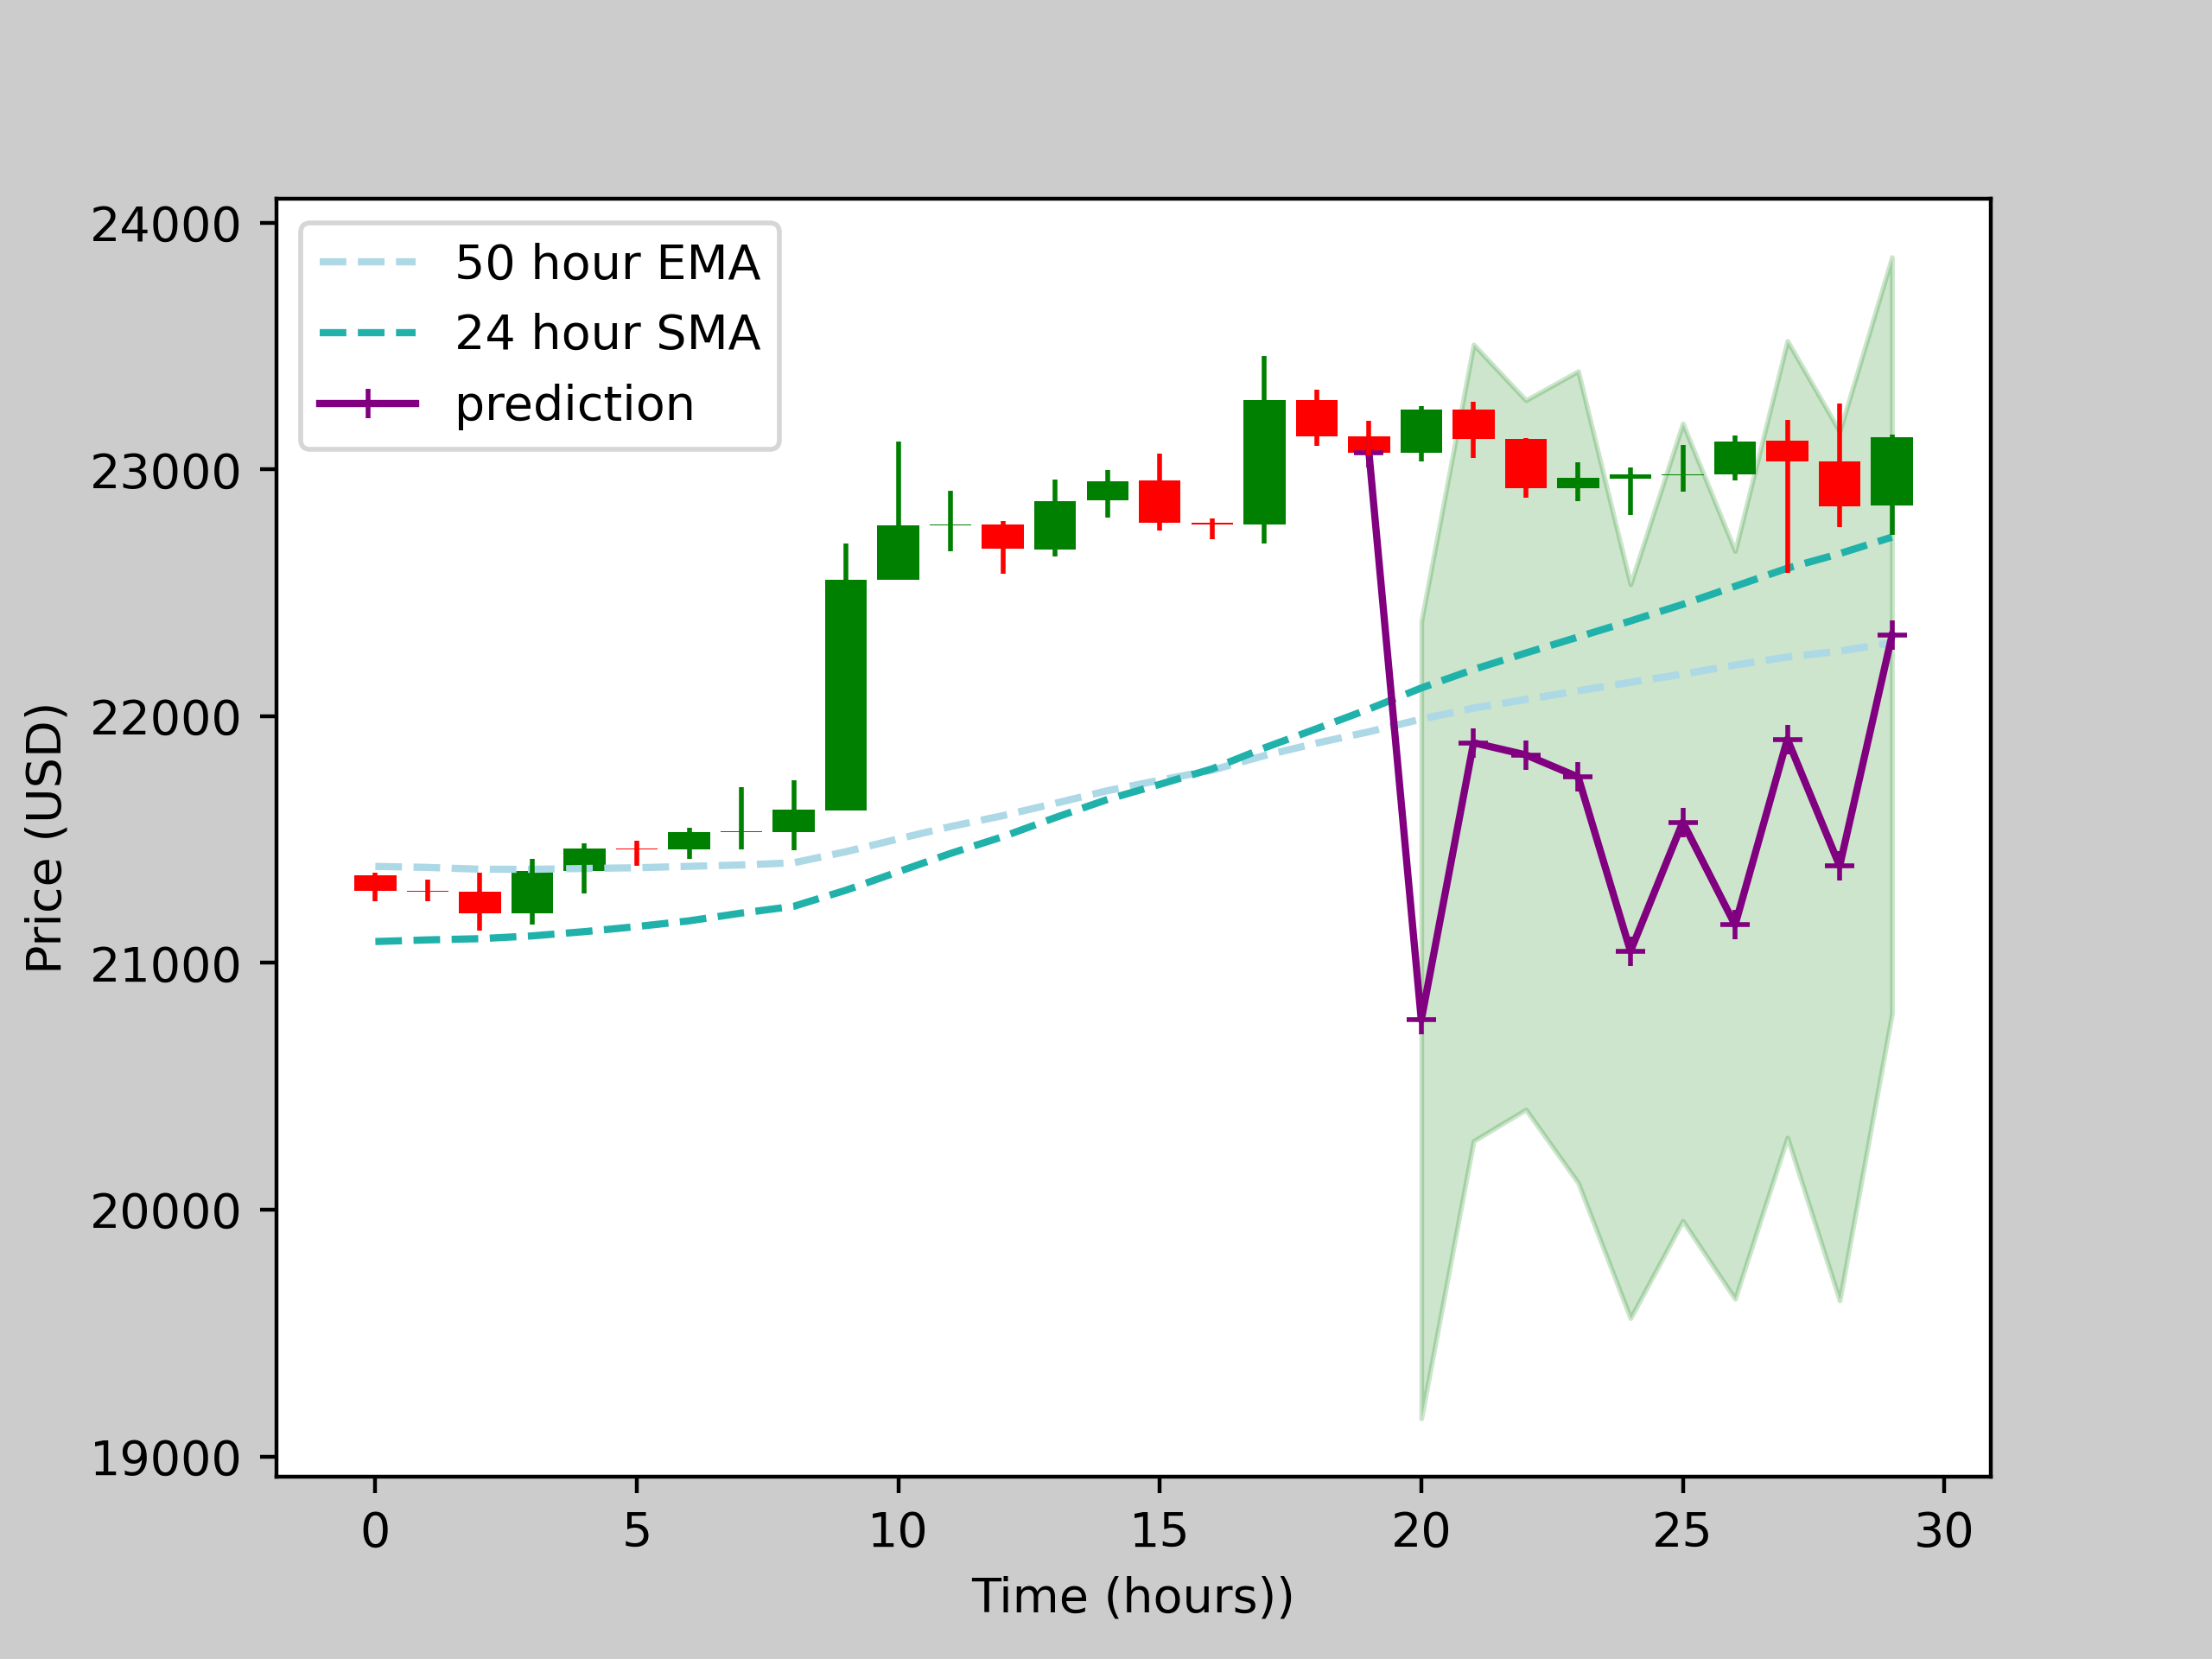 50 hour EMA
24 hour SMA
prediction
24000
23000
22000
21000
20000
19000
Price (USD)
0 5 10 15 20 25 30
Time (hours))